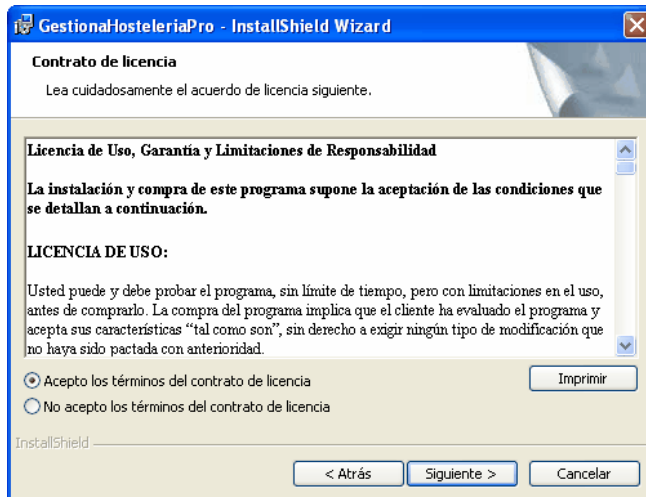 GestionaHosteleriaPro - InstallShield Wizard
Contrato de licencia
Lea cuidadosamente el acuerdo de licencia siguiente.
Licencia de Uso, Garantía y Limitaciones de Responsabilidad
La instalación y compra de este programa supone la aceptación de las condiciones que
se detallan a continuación.
LICENCIA DE USO:
Usted puede y debe probar el programa, sin límite de tiempo, pero con limitaciones en el uso,
antes de comprarlo. La compra del programa implica que el cliente ha evaluado el programa y
acepta sus características “tal como son”, sin derecho a exigir ningún tipo de modificación que
no haya sido pactada con anterioridad.
Acepto los términos del contrato de licencia
Imprimir
No acepto los términos del contrato de licencia
InstallShield
< Atrás
Siguiente >
Cancelar